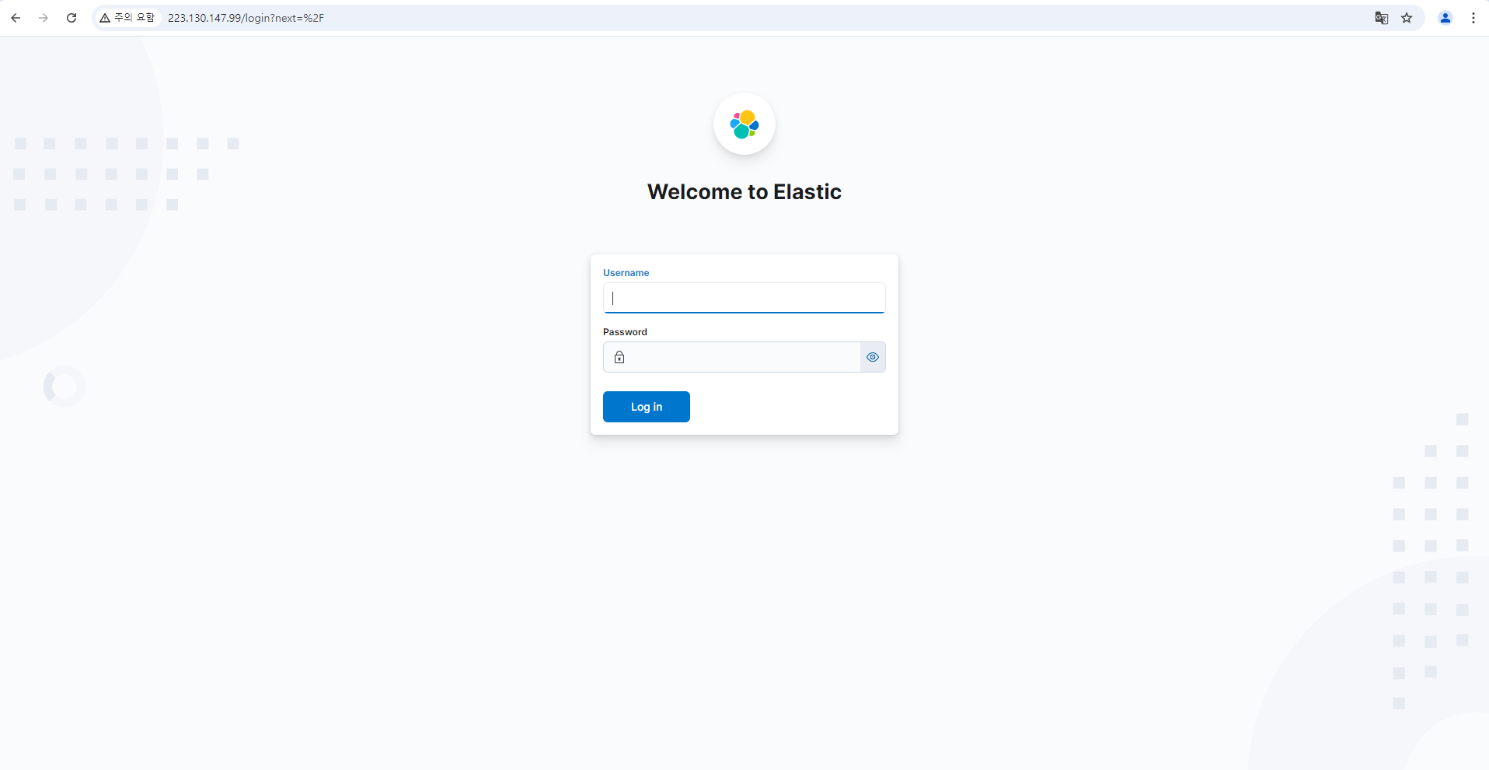 주의 요함 223.130.147.99/login?next=%2F
Welcome to Elastic
Username
Password
Log in